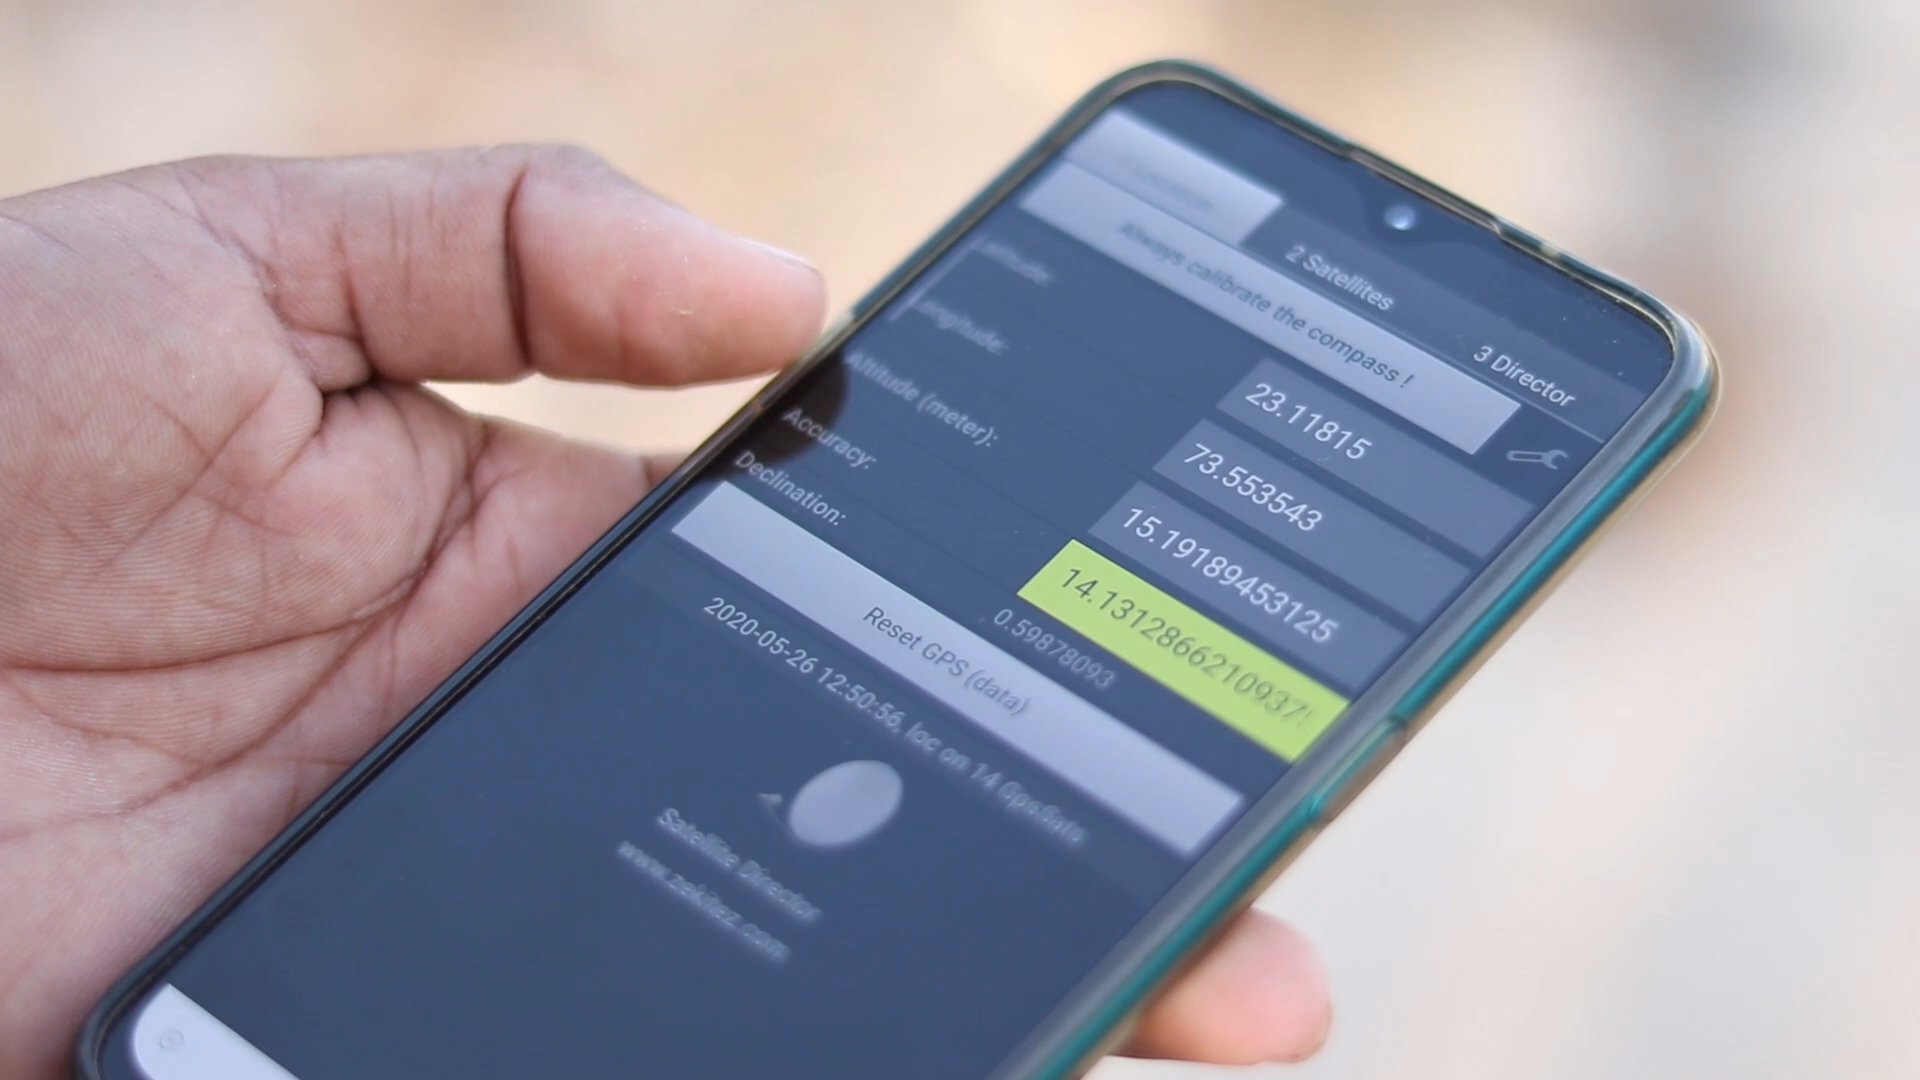 2 Satellites
3 Director
Always calibrate the compass !
Latitude:
23.11815
Longitude:
73.553543
Altitude (meter):
15.19189453125
Accuracy:
14.1312866210937
Declination:
0.59878093
Reset GPS (data)
2020-05-26 12:50:56, loc on 14 GpsSats
Satellite Director
www.zekitez.com